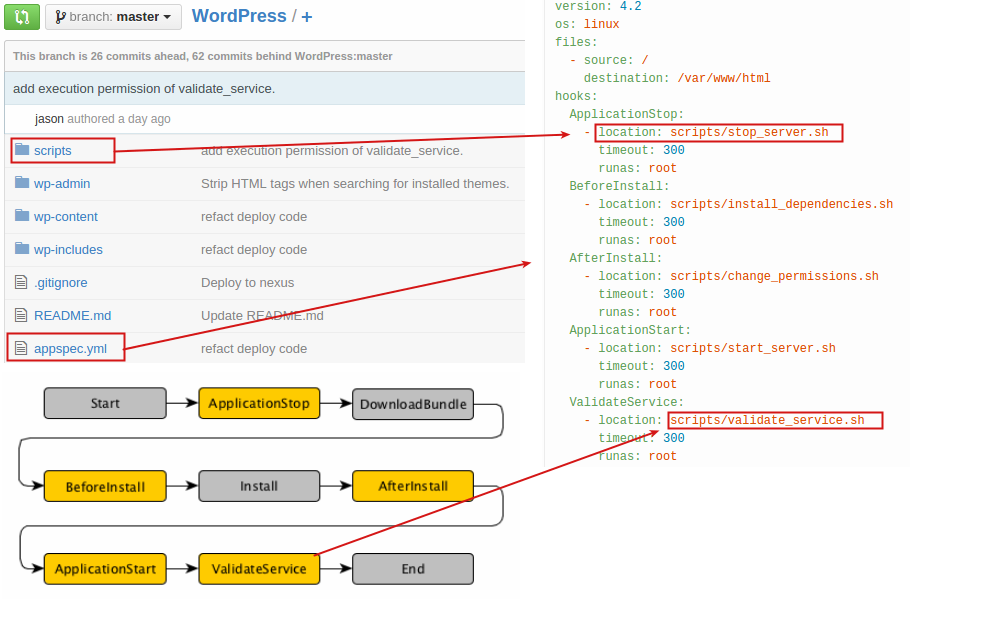 branch: master
WordPress / +
This branch is 26 commits ahead, 62 commits behind WordPress:master
add execution permission of validate_service.
jason authored a day ago
scripts add execution permission of validate_service.
wp-admin Strip HTML tags when searching for installed themes.
wp-content refact deploy code
wp-includes refact deploy code
.gitignore Deploy to nexus
README.md Update README.md
appspec.yml refact deploy code
Start
ApplicationStop
DownloadBundle
BeforeInstall
Install
AfterInstall
ApplicationStart
ValidateService
End
version: 4.2
os: linux
files:
- source: /
destination: /var/www/html
hooks:
ApplicationStop:
- location: scripts/stop_server.sh
timeout: 300
runas: root
BeforeInstall:
- location: scripts/install_dependencies.sh
timeout: 300
runas: root
AfterInstall:
- location: scripts/change_permissions.sh
timeout: 300
runas: root
ApplicationStart:
- location: scripts/start_server.sh
timeout: 300
runas: root
ValidateService:
- location: scripts/validate_service.sh
timeout: 300
runas: root